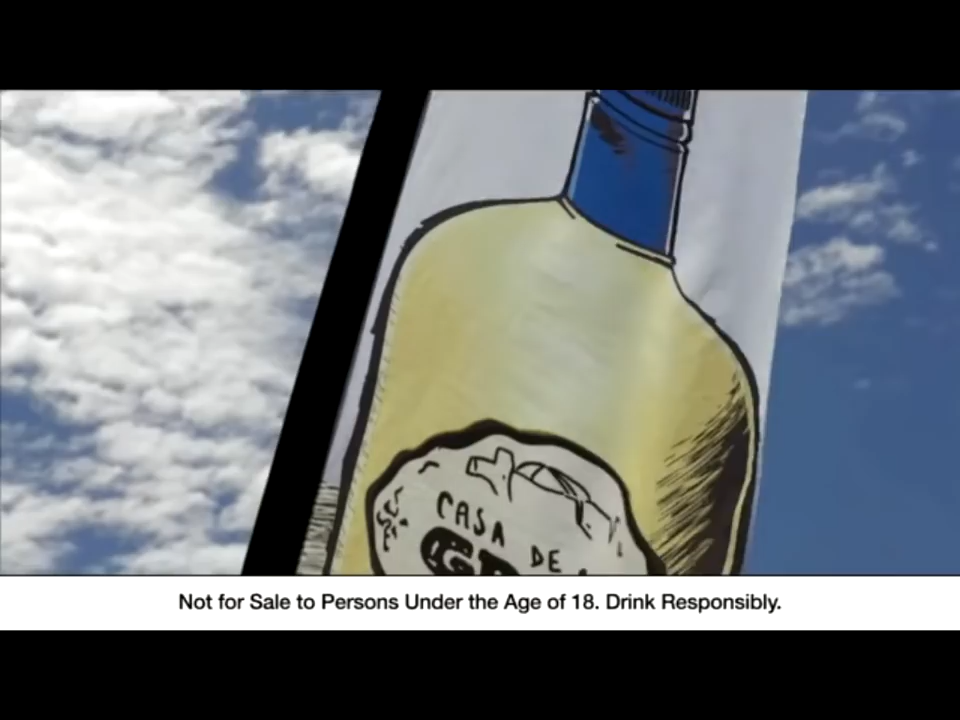 CASA
DE
Not for Sale to Persons Under the Age of 18. Drink Responsibly.